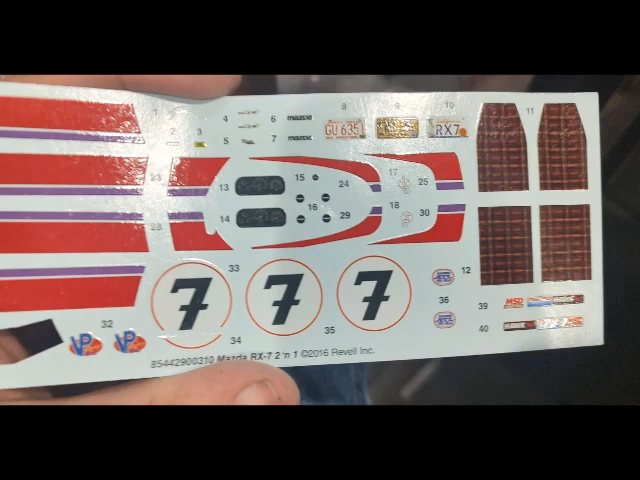 8 9 10 11
4 6 mazda
GU 635 RX7
2 3 5 7 mazda
23 13 15 24 17 25
14 16 29 18 30
28
33 12
7 7 7
36 39 MSD
32 34 35 40
VP VP
85442900310 Mazda RX-7 2 'n 1 ©2016 Revell Inc.